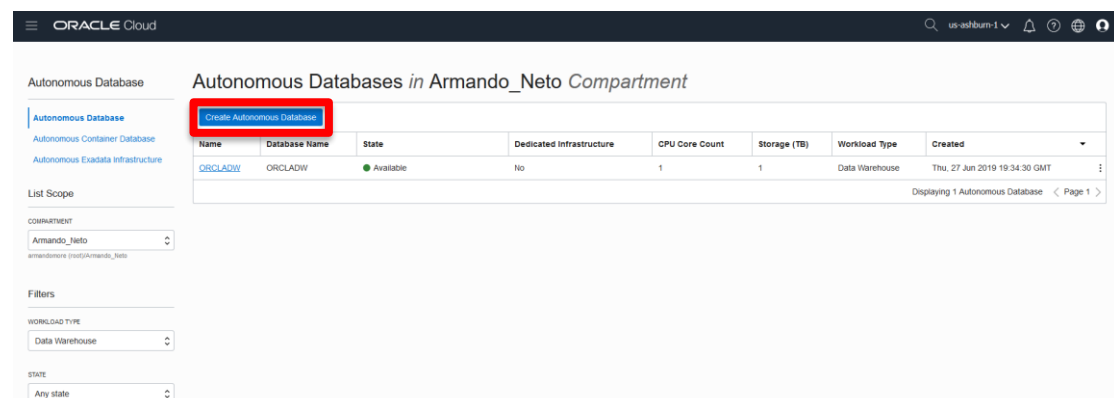 ORACLE Cloud
us-ashburn-1
Autonomous Database
Autonomous Database
Autonomous Container Database
Autonomous Exadata Infrastructure
List Scope
COMPARTMENT
Armando_Neto
armandomore (root)/Armando_Neto
Filters
WORKLOAD TYPE
Data Warehouse
STATE
Any state
Autonomous Databases in Armando_Neto Compartment
Create Autonomous Database
Name Database Name State Dedicated Infrastructure CPU Core Count Storage (TB) Workload Type Created
ORCLADW ORCLADW Available No 1 1 Data Warehouse Thu, 27 Jun 2019 19:34:30 GMT
Displaying 1 Autonomous Database < Page 1 >